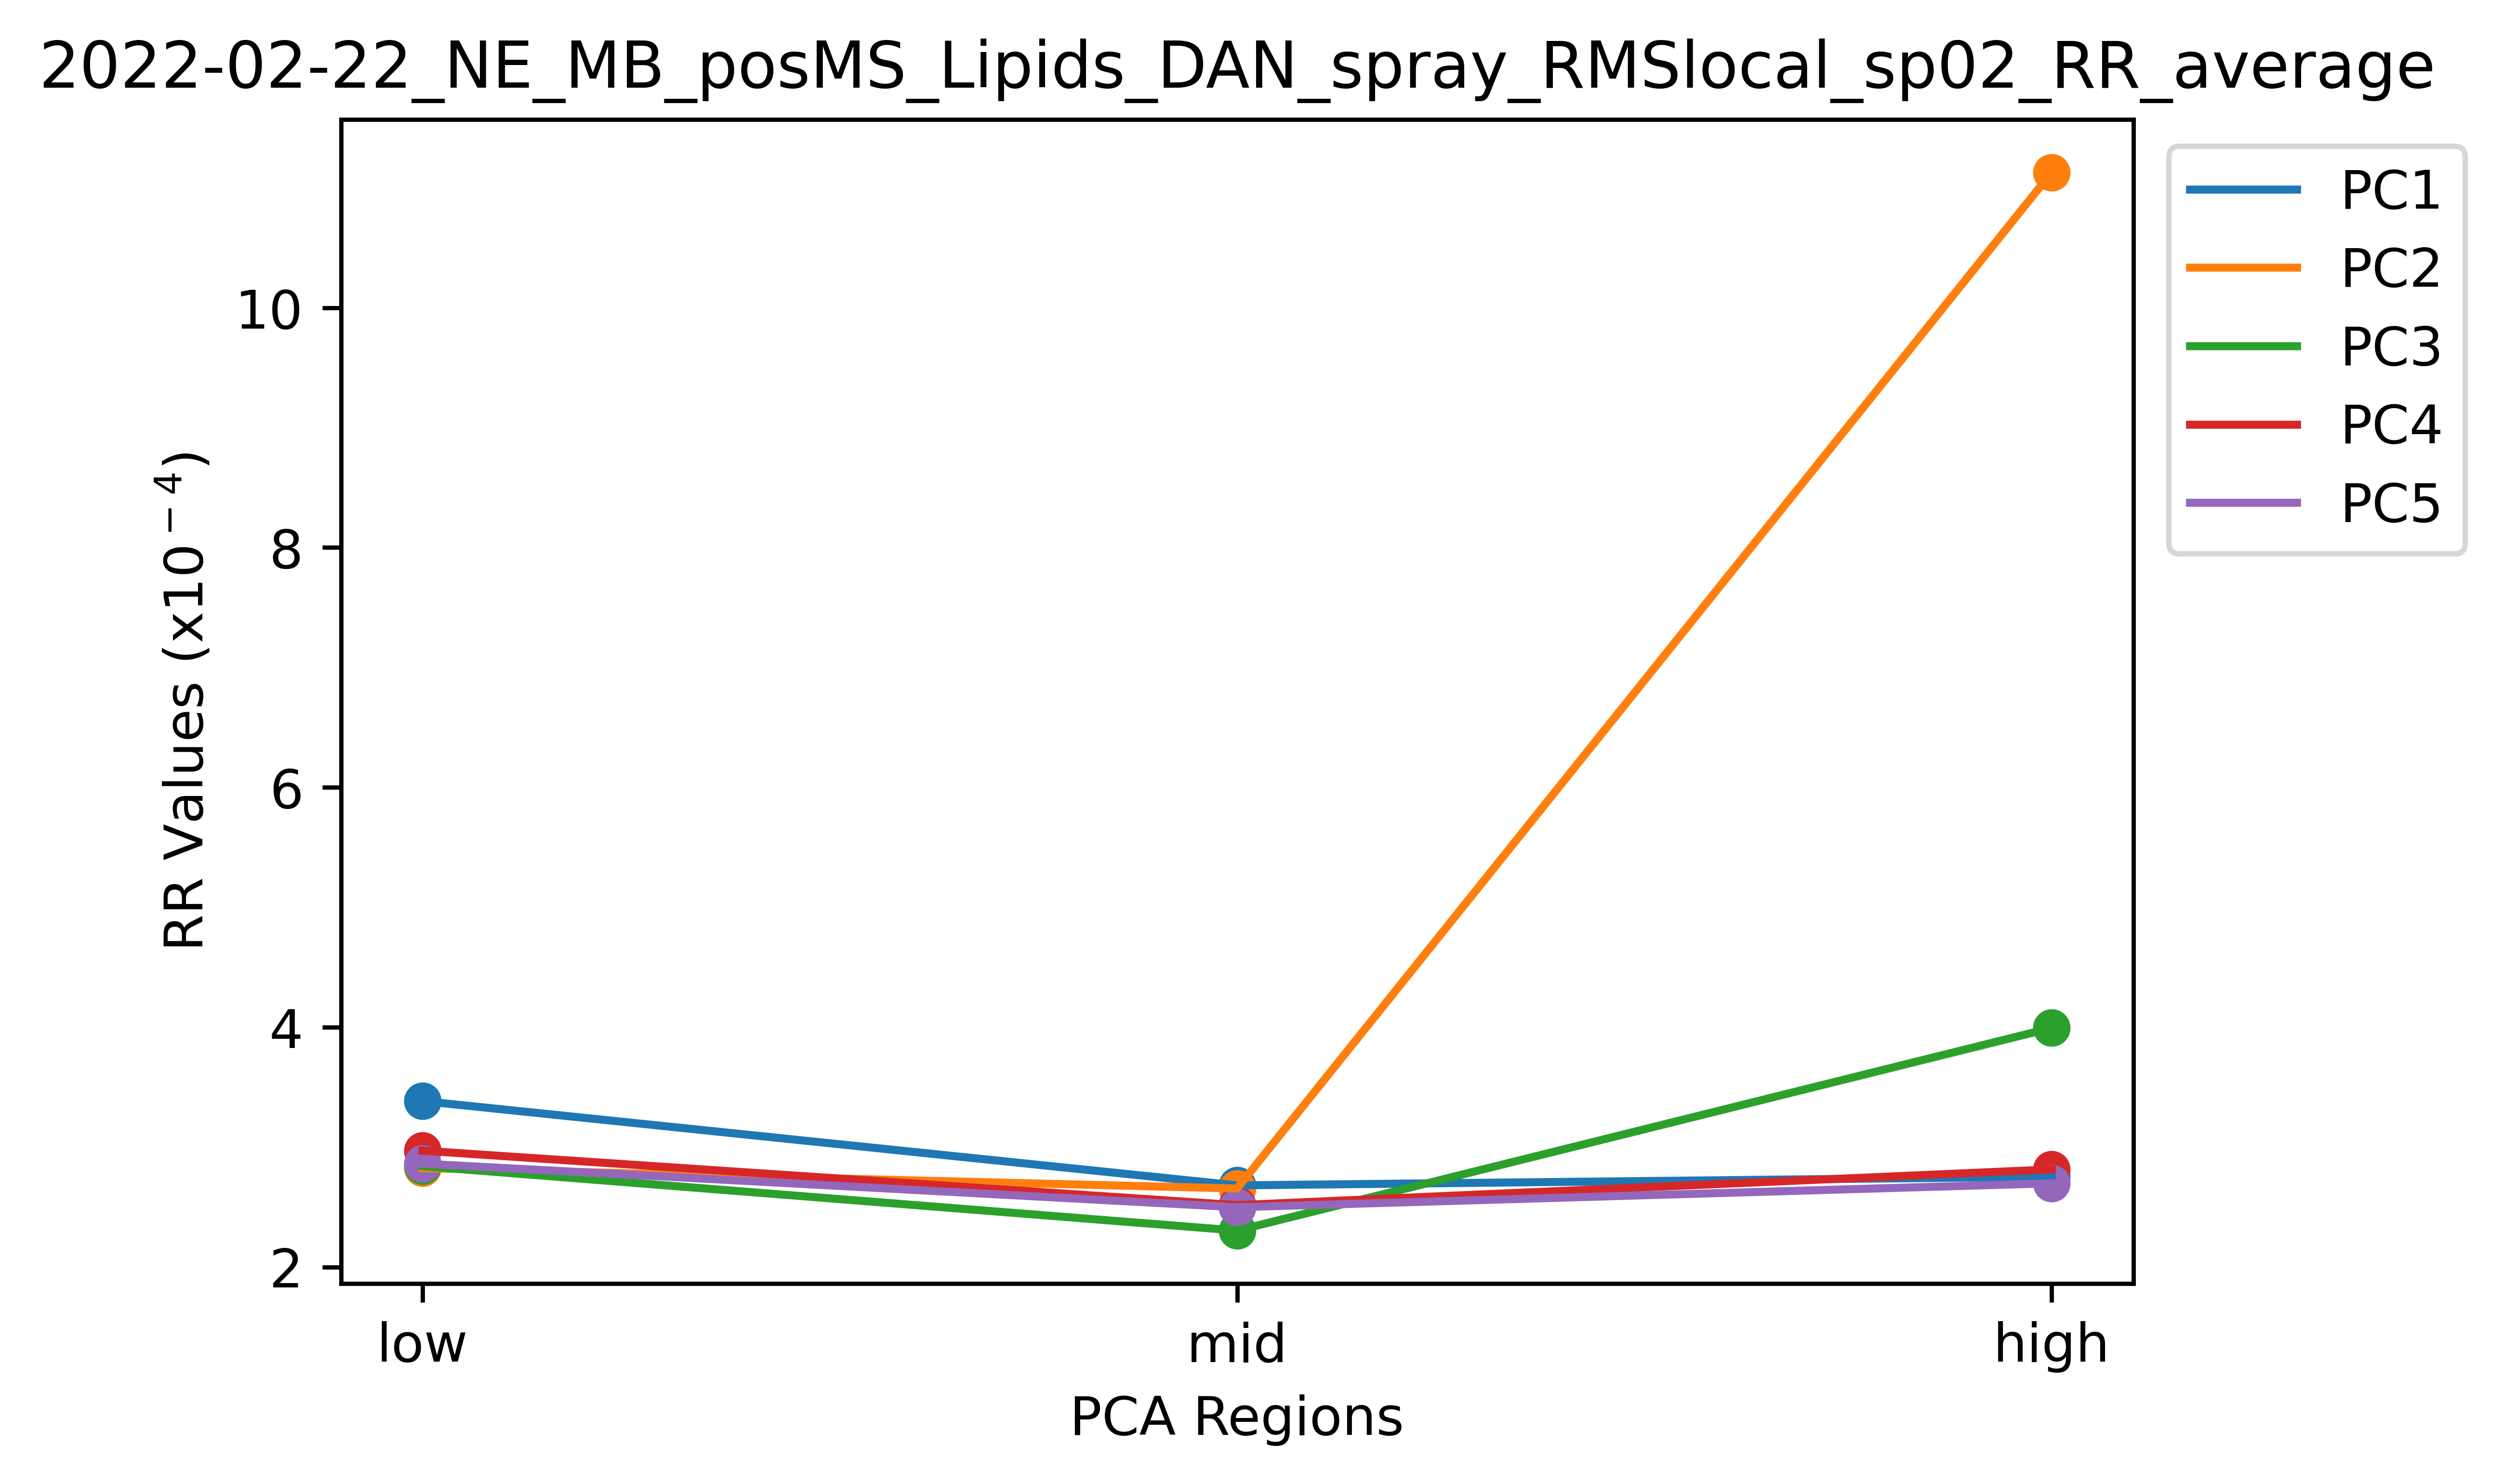 2022-02-22_NE_MB_posMS_Lipids_DAN_spray_RMSlocal_sp02_RR_average
PC1
PC2
PC3
PC4
PC5
RR Values (x10⁻⁴)
10
8
6
4
2
low mid high
PCA Regions